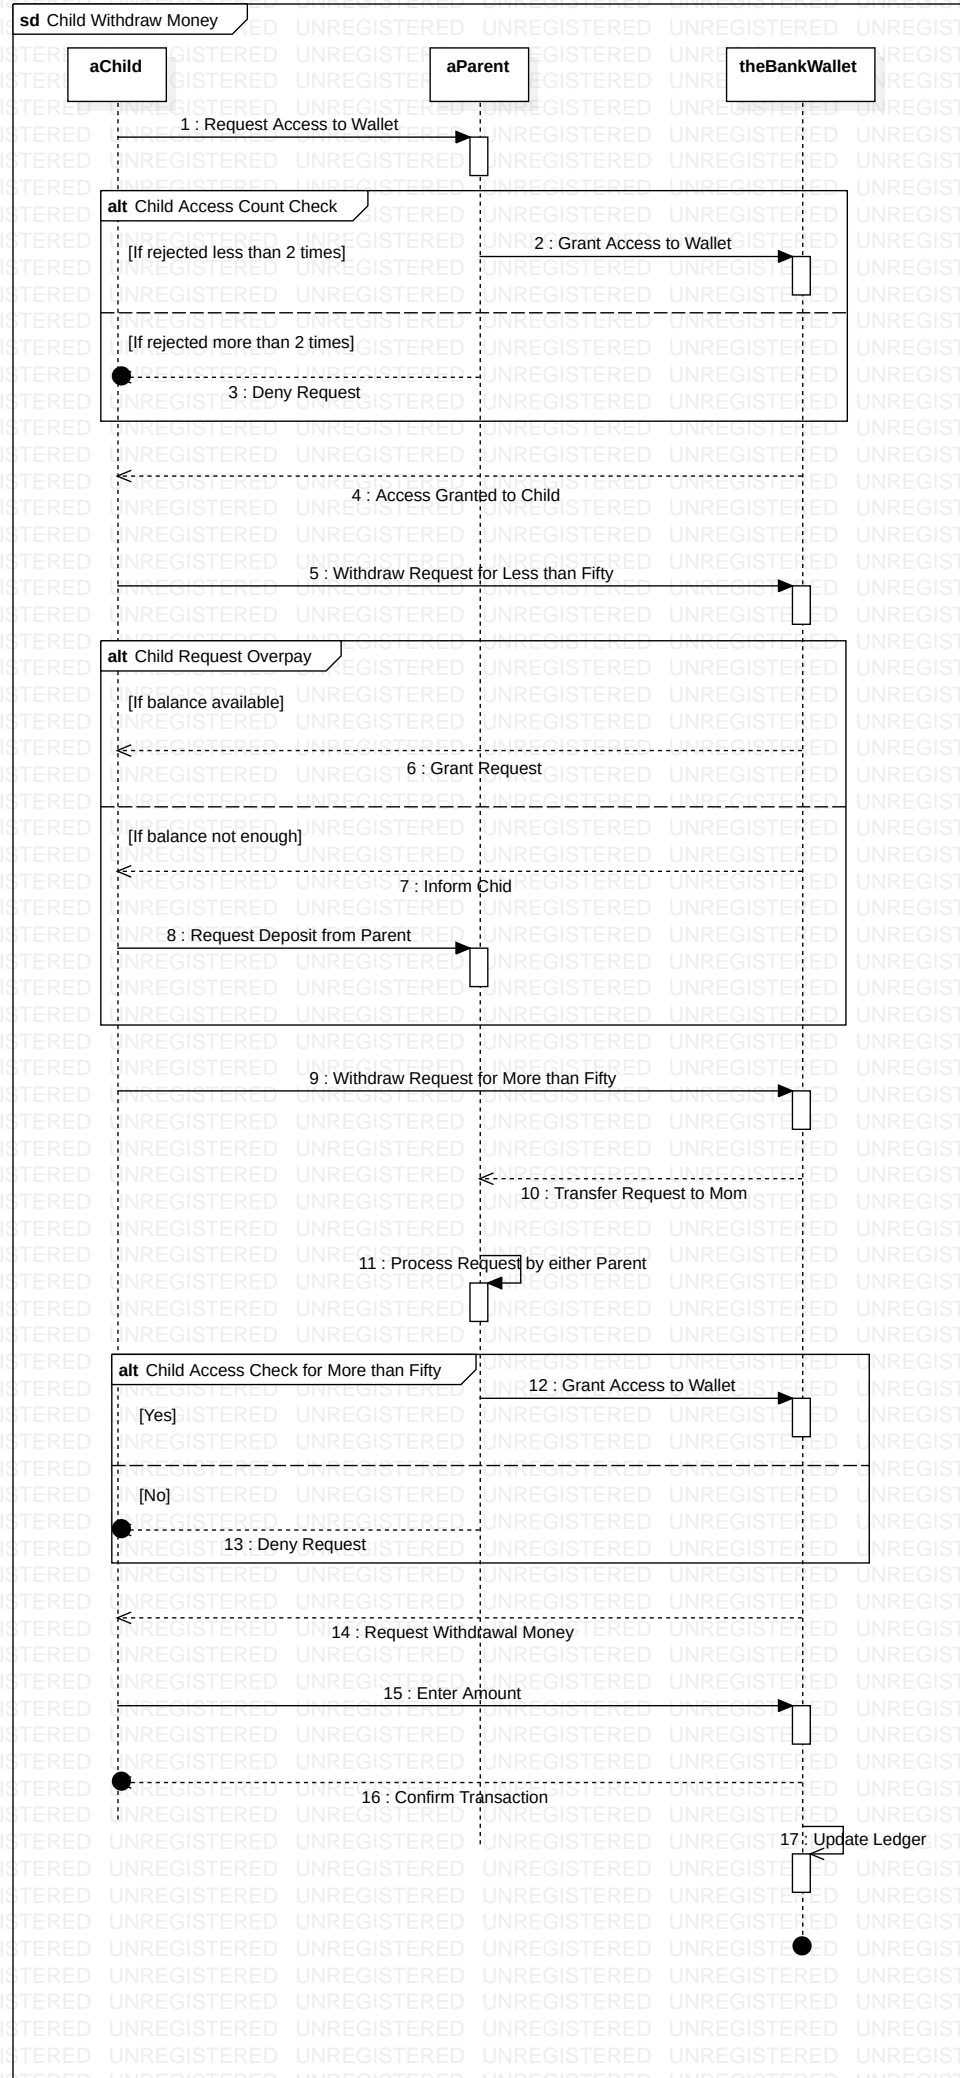 sd Child Withdraw Money
aChild
aParent
theBankWallet
1 : Request Access to Wallet
alt Child Access Count Check
2 : Grant Access to Wallet
[If rejected less than 2 times]
[If rejected more than 2 times]
3 : Deny Request
4 : Access Granted to Child
5 : Withdraw Request for Less than Fifty
alt Child Request Overpay
[If balance available]
6 : Grant Request
[If balance not enough]
7 : Inform Chid
8 : Request Deposit from Parent
9 : Withdraw Request for More than Fifty
10 : Transfer Request to Mom
11 : Process Request by either Parent
alt Child Access Check for More than Fifty
12 : Grant Access to Wallet
[Yes]
[No]
13 : Deny Request
14 : Request Withdrawal Money
15 : Enter Amount
16 : Confirm Transaction
17 : Update Ledger
UNREGISTERED